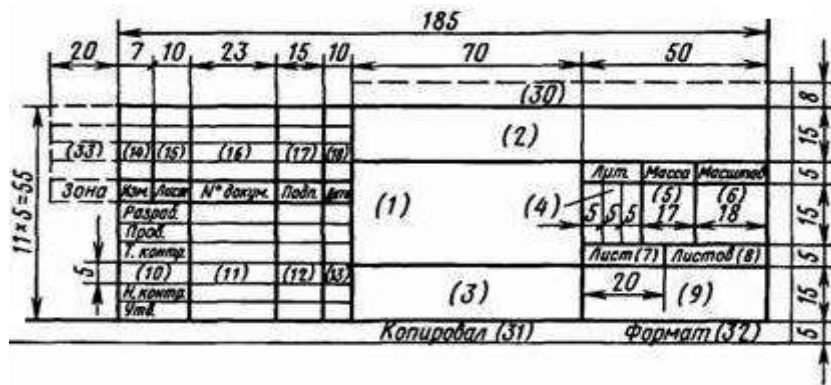 185
20 7 10 23 15 10 70 50
(30) 8
(2) 15
(33) (14) (15) (16) (17) (18)
Лит. Масса Масштаб 5
Зона Изм. Лист № докум. Подп. Дата (1) (4) (5) (6)
5 5 5 17 18 15
11×5=55
Разраб.
Пров.
Т. контр. Лист (7) Листов (8) 5
5 (10) (11) (12) (13) (3) 20 (9) 15
Н. контр.
Утв.
Копировал (31) Формат (32) 5